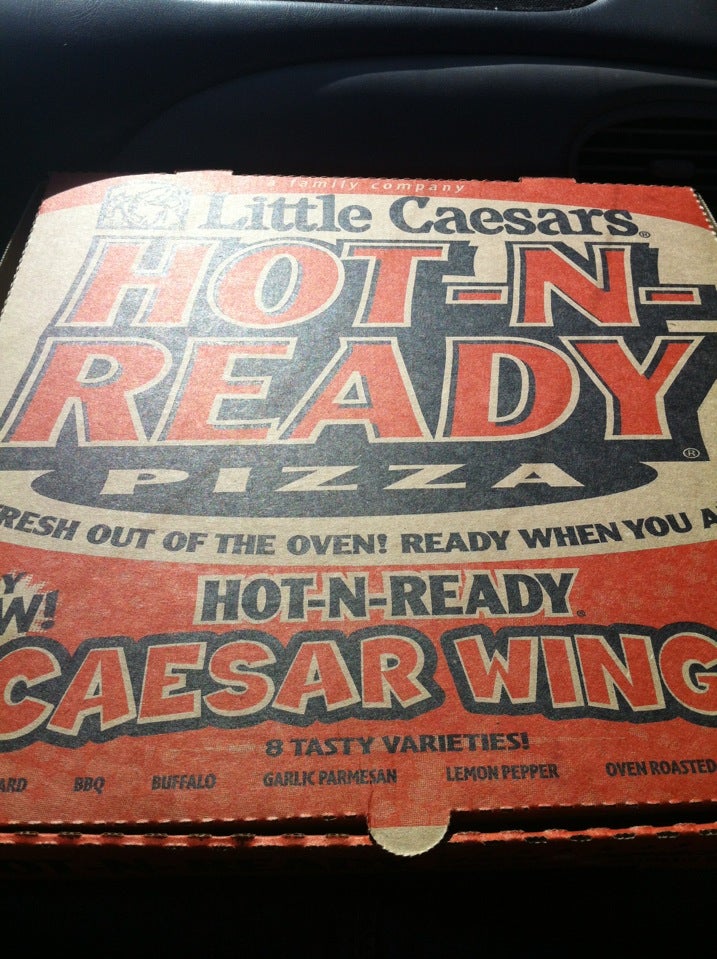 a family company
Little Caesars®
HOT-N-
READY®
PIZZA
RESH OUT OF THE OVEN! READY WHEN YOU A
Y
W!
HOT-N-READY®
CAESAR WING
8 TASTY VARIETIES!
ARD BBQ BUFFALO GARLIC PARMESAN LEMON PEPPER OVEN ROASTED